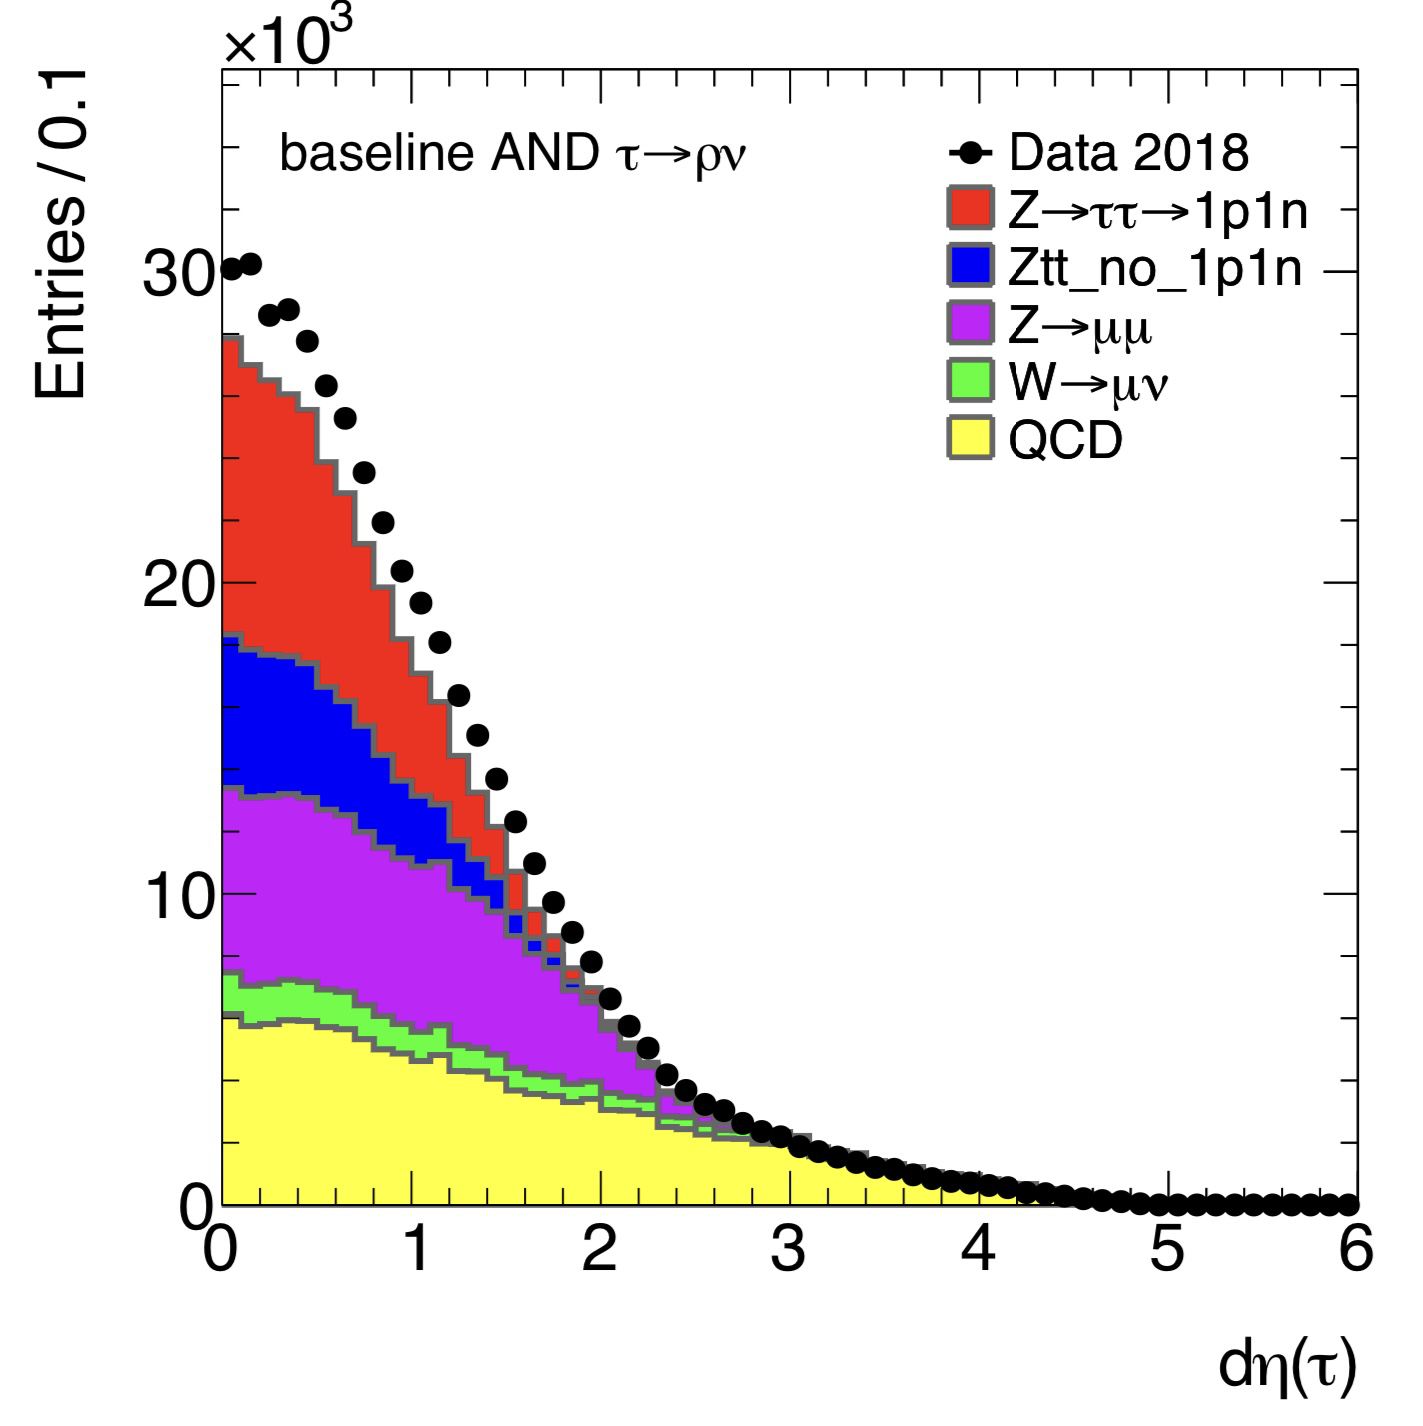 ×10³
Entries / 0.1
baseline AND τ→ρν
Data 2018
Z→ττ→1p1n
Ztt_no_1p1n
Z→μμ
W→μν
QCD
30
20
10
0
0 1 2 3 4 5 6
dη(τ)